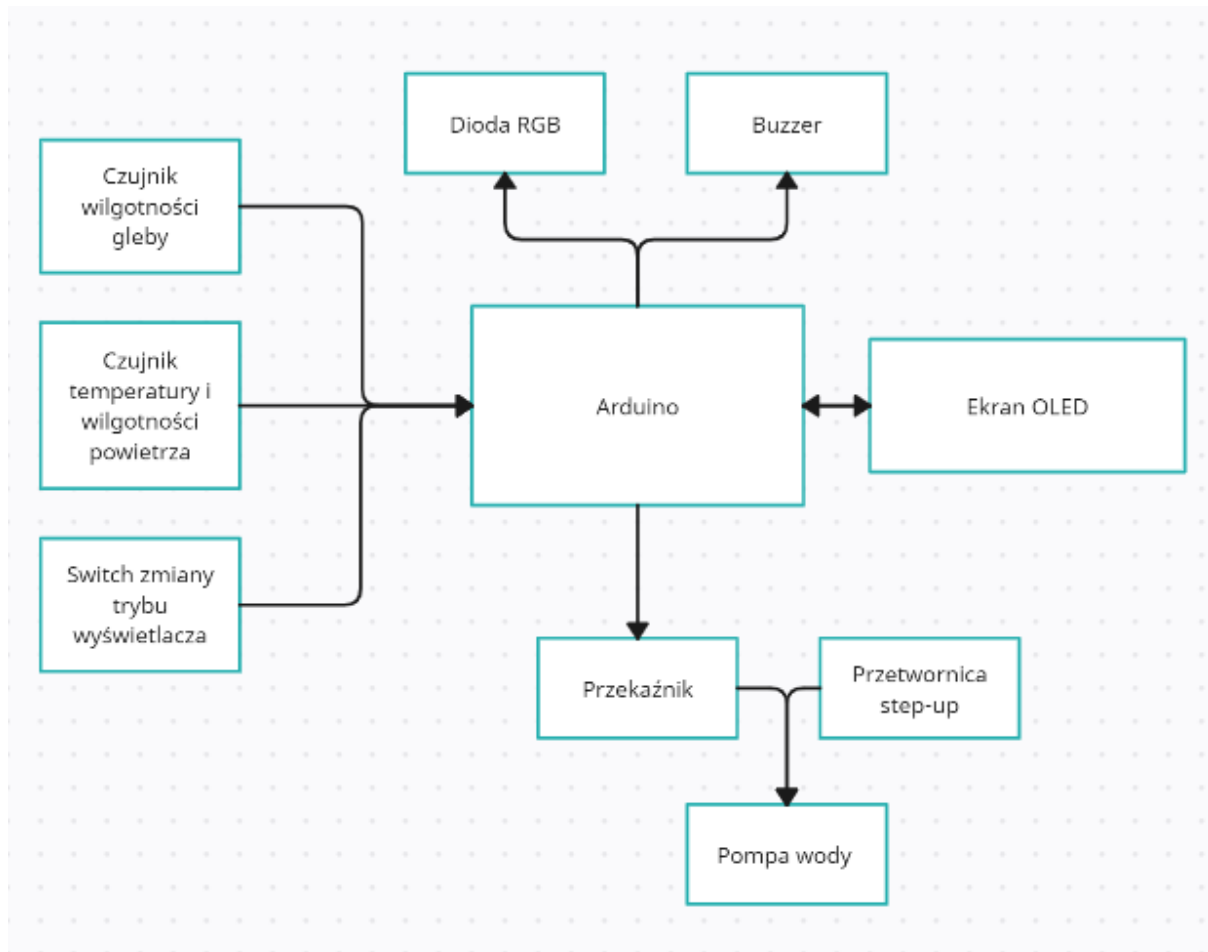 Dioda RGB
Buzzer
Czujnik
wilgotności
gleby
Czujnik
temperatury i
wilgotności
powietrza
Arduino
Ekran OLED
Switch zmiany
trybu
wyświetlacza
Przekaźnik
Przetwornica
step-up
Pompa wody